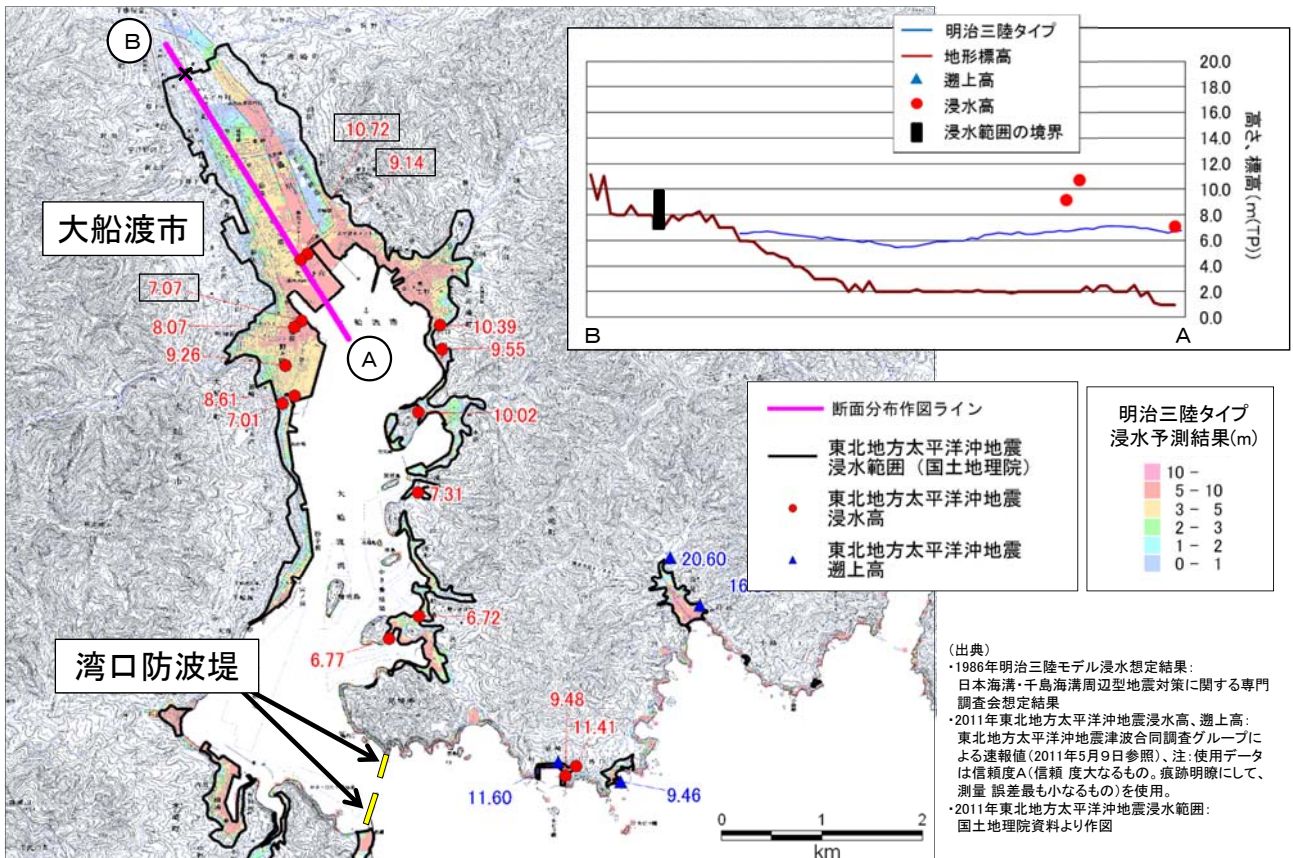 B
大船渡市
10.72
9.14
7.07
8.07
9.26
8.61
7.01
A
10.39
9.55
10.02
7.31
6.72
6.77
湾口防波堤
20.60
9.48
11.41
11.60
9.46
0 1 2
km
明治三陸タイプ
地形標高
遡上高
浸水高
浸水範囲の境界
20.0
18.0
16.0
14.0
12.0
10.0
8.0
6.0
4.0
2.0
0.0
高さ、標高(m(TP))
B
A
断面分布作図ライン
東北地方太平洋沖地震
浸水範囲(国土地理院)
東北地方太平洋沖地震
浸水高
東北地方太平洋沖地震
遡上高
明治三陸タイプ
浸水予測結果(m)
10 -
5 - 10
3 - 5
2 - 3
1 - 2
0 - 1
(出典)
・1986年明治三陸モデル浸水想定結果:
日本海溝・千島海溝周辺型地震対策に関する専門
調査会想定結果
・2011年東北地方太平洋沖地震浸水高、遡上高:
東北地方太平洋沖地震津波合同調査グループに
よる速報値(2011年5月9日参照)、注:使用データ
は信頼度A(信頼 度大なるもの。痕跡明瞭にして、
測量 誤差最も小なるもの)を使用。
・2011年東北地方太平洋沖地震浸水範囲:
国土地理院資料より作図